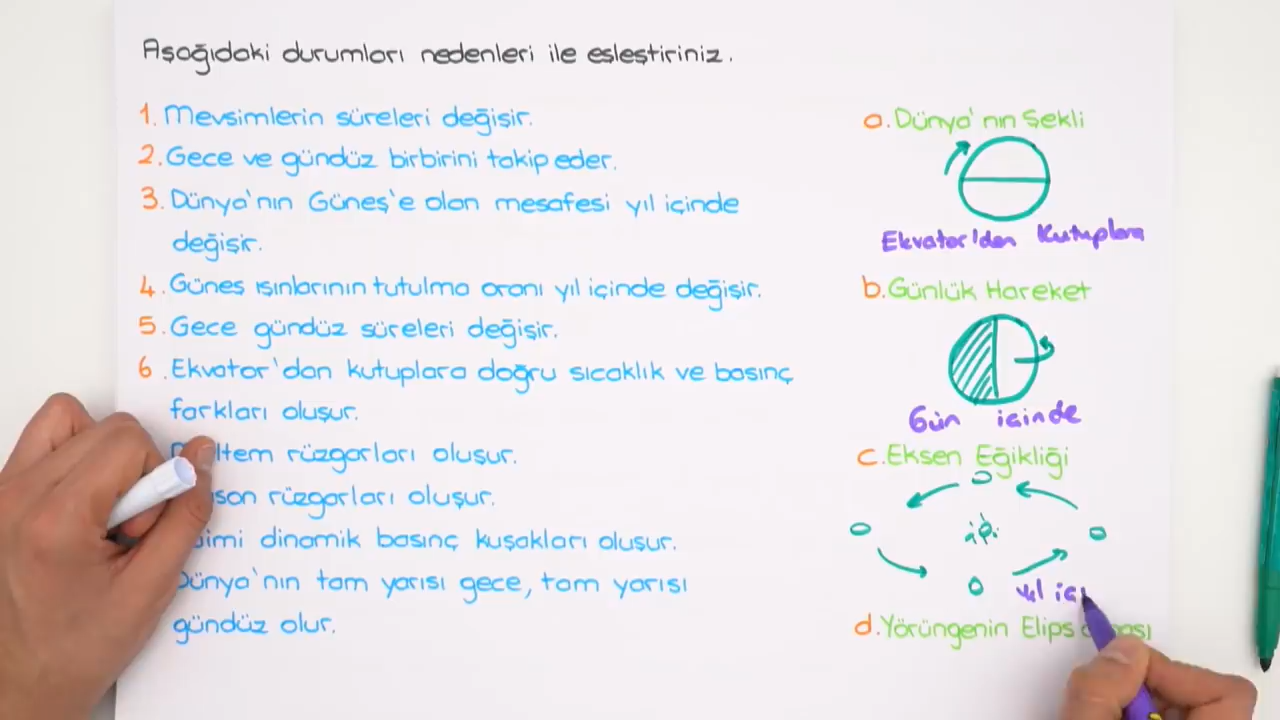 Aşağıdaki durumları nedenleri ile eşleştiriniz.
1. Mevsimlerin süreleri değişir.
2. Gece ve gündüz birbirini takip eder.
3. Dünya'nın Güneş'e olan mesafesi yıl içinde
değişir.
4. Güneş ışınlarının tutulma oranı yıl içinde değişir.
5. Gece gündüz süreleri değişir.
6. Ekvator'dan kutuplara doğru sıcaklık ve basınç
farkları oluşur.
rüzgarları oluşur.
rüzgarları oluşur.
dinamik basınç kuşakları oluşur.
Dünya'nın tam yarısı gece, tam yarısı
gündüz olur.
a. Dünya'nın Şekli
Ekvator'dan Kutuplara
b. Günlük Hareket
Gün içinde
c. Eksen Eğikliği
Yıl
d. Yörüngenin Elips